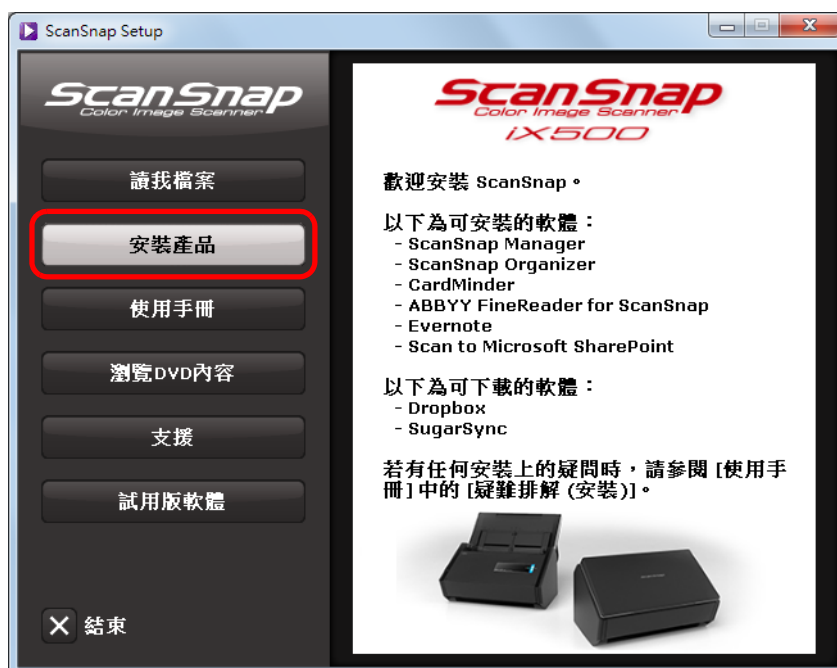 ScanSnap Setup
ScanSnap
Color Image Scanner
讀我檔案
安裝產品
使用手冊
瀏覽DVD內容
支援
試用版軟體
結束
ScanSnap
Color Image Scanner
iX500
歡迎安裝 ScanSnap。
以下為可安裝的軟體：
- ScanSnap Manager
- ScanSnap Organizer
- CardMinder
- ABBYY FineReader for ScanSnap
- Evernote
- Scan to Microsoft SharePoint
以下為可下載的軟體：
- Dropbox
- SugarSync
若有任何安裝上的疑問時，請參閱 [使用手
冊] 中的 [疑難排解 (安裝)]。